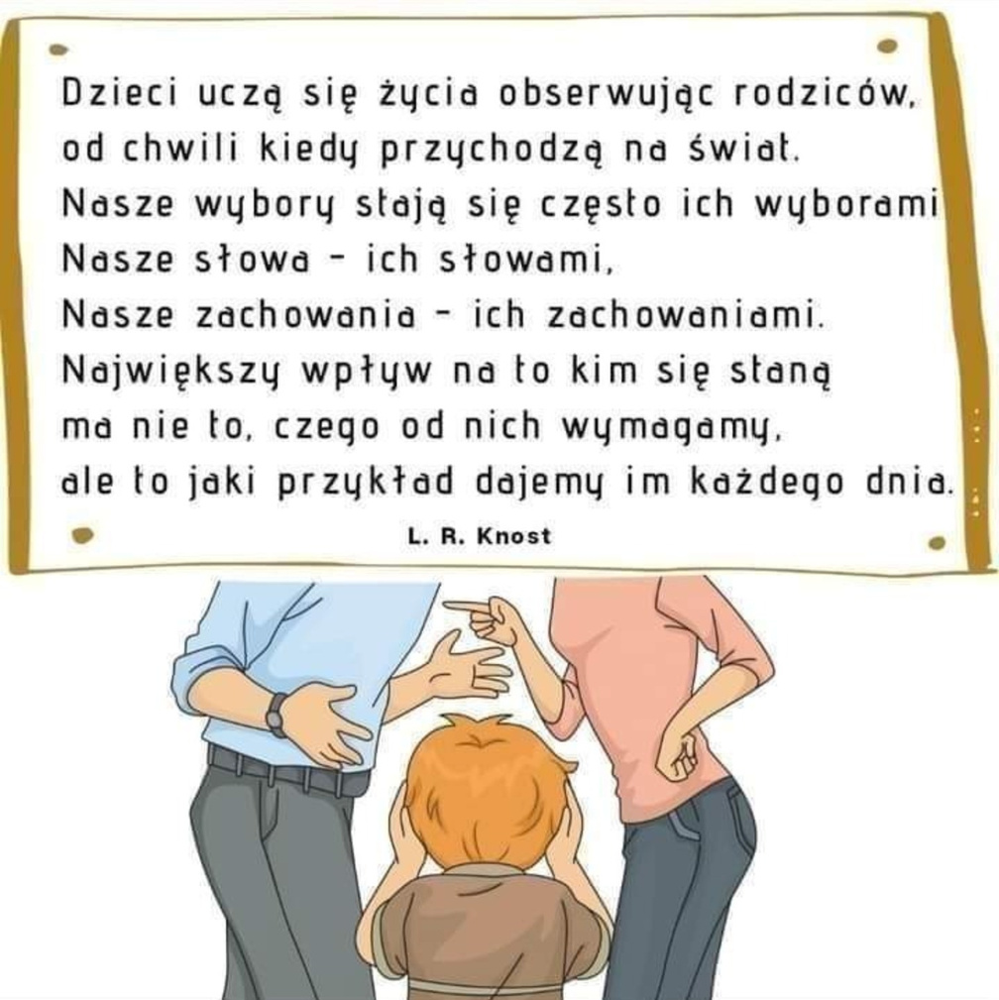 Dzieci uczą się życia obserwując rodziców,
od chwili kiedy przychodzą na świat.
Nasze wybory stają się często ich wyborami
Nasze słowa - ich słowami,
Nasze zachowania - ich zachowaniami.
Największy wpływ na to kim się staną
ma nie to, czego od nich wymagamy,
ale to jaki przykład dajemy im każdego dnia.
L. R. Knost